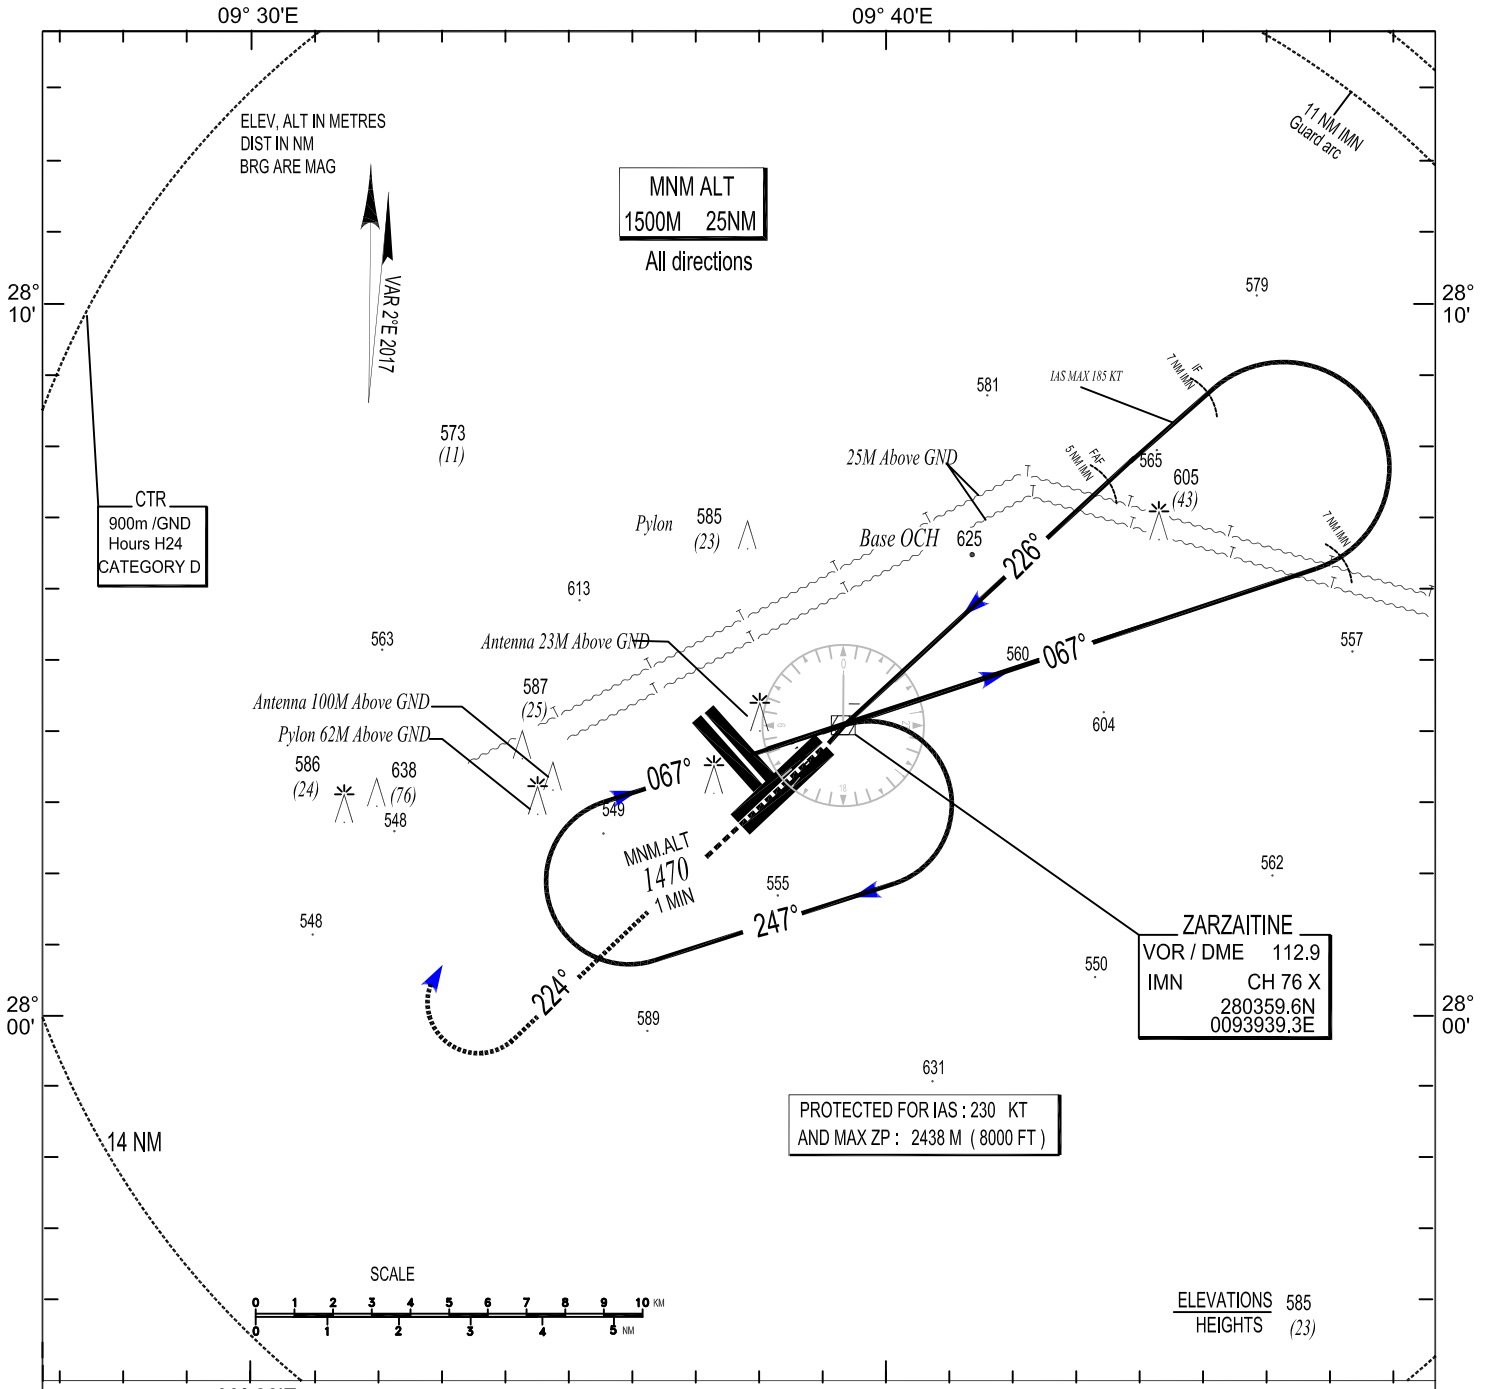 09° 30'E
09° 40'E
ELEV, ALT IN METRES
DIST IN NM
BRG ARE MAG
11 NM IMN
Guard arc
MNM ALT
1500M 25NM
All directions
VAR 2°E 2017
28°
10'
28°
10'
579
7 NM IMN
IF
IAS MAX 185 KT
581
573
(11)
25M Above GND
5 NM IMN
FAF
565
605
(43)
CTR
900m /GND
Hours H24
CATEGORY D
Pylon
585
(23)
Base OCH
625
226°
7 NM IMN
613
563
Antenna 23M Above GND
560
067°
557
587
(25)
Antenna 100M Above GND
Pylon 62M Above GND
604
586
(24)
638
(76)
548
067°
549
0
9
27
18
MNM.ALT
1470
1 MIN
555
247°
562
548
224°
550
ZARZAITINE
VOR / DME 112.9
IMN CH 76 X
280359.6N
0093939.3E
28°
00'
28°
00'
589
631
PROTECTED FOR IAS : 230 KT
AND MAX ZP : 2438 M ( 8000 FT )
14 NM
SCALE
0 1 2 3 4 5 6 7 8 9 10 KM
0 1 2 3 4 5 NM
ELEVATIONS 585
HEIGHTS (23)